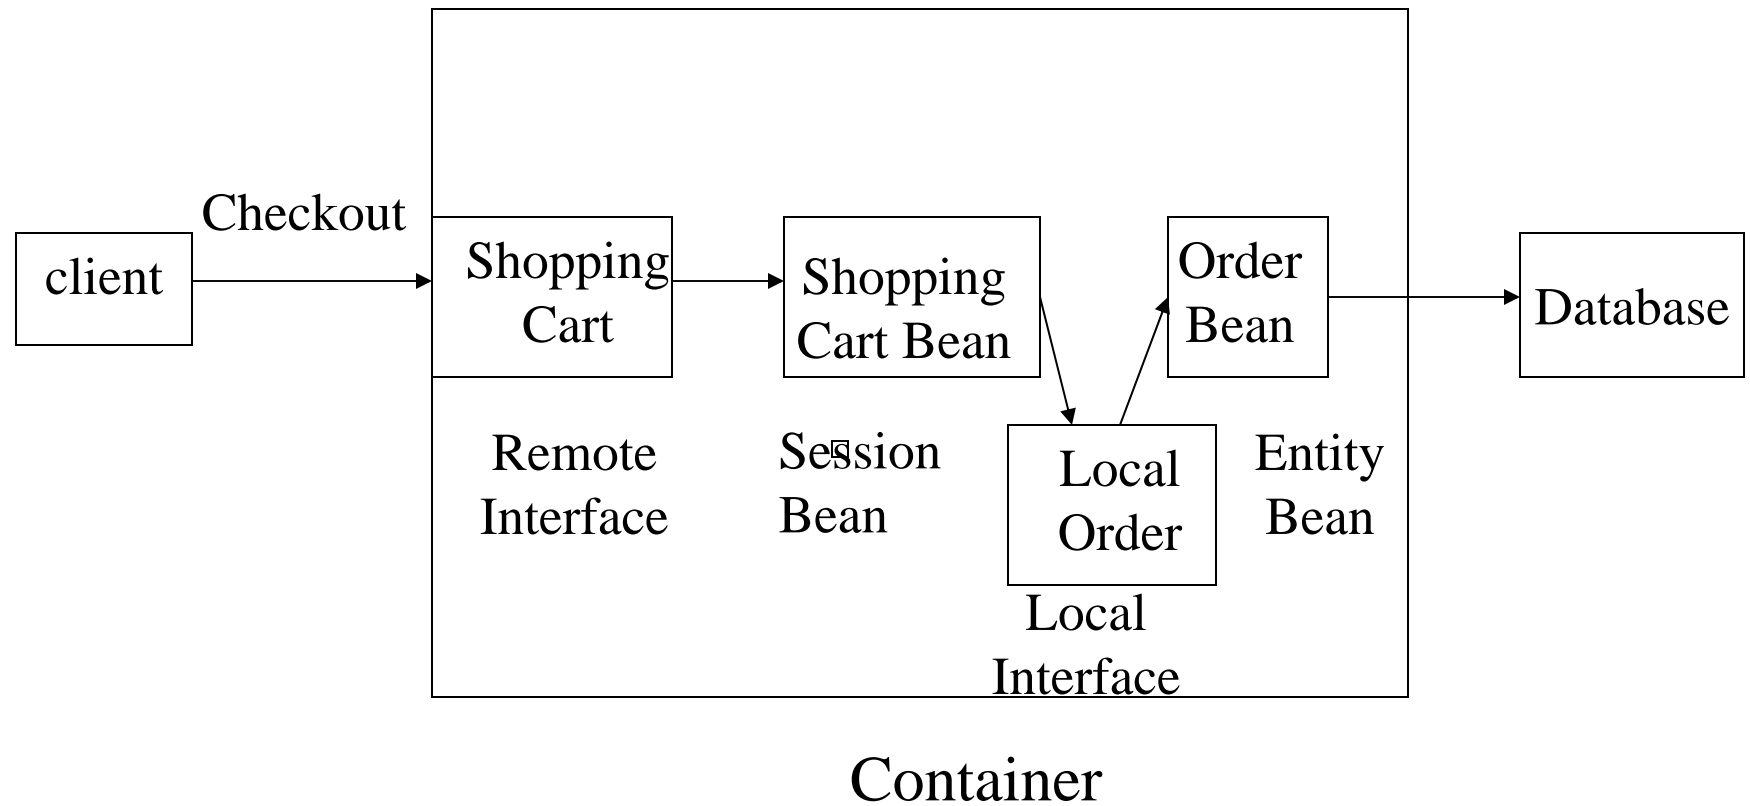 Checkout
client
Shopping
Cart
Shopping
Cart Bean
Order
Bean
Database
Remote
Interface
Session
Bean
Local
Order
Entity
Bean
Local
Interface
Container